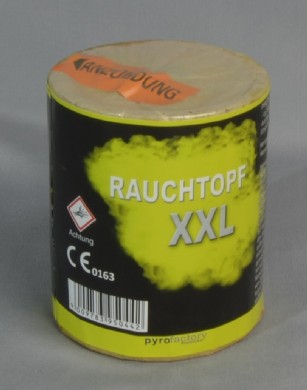 ANZÜNDUNG
RAUCHTOPF
XXL
Achtung
CE 0163
pyrofactory